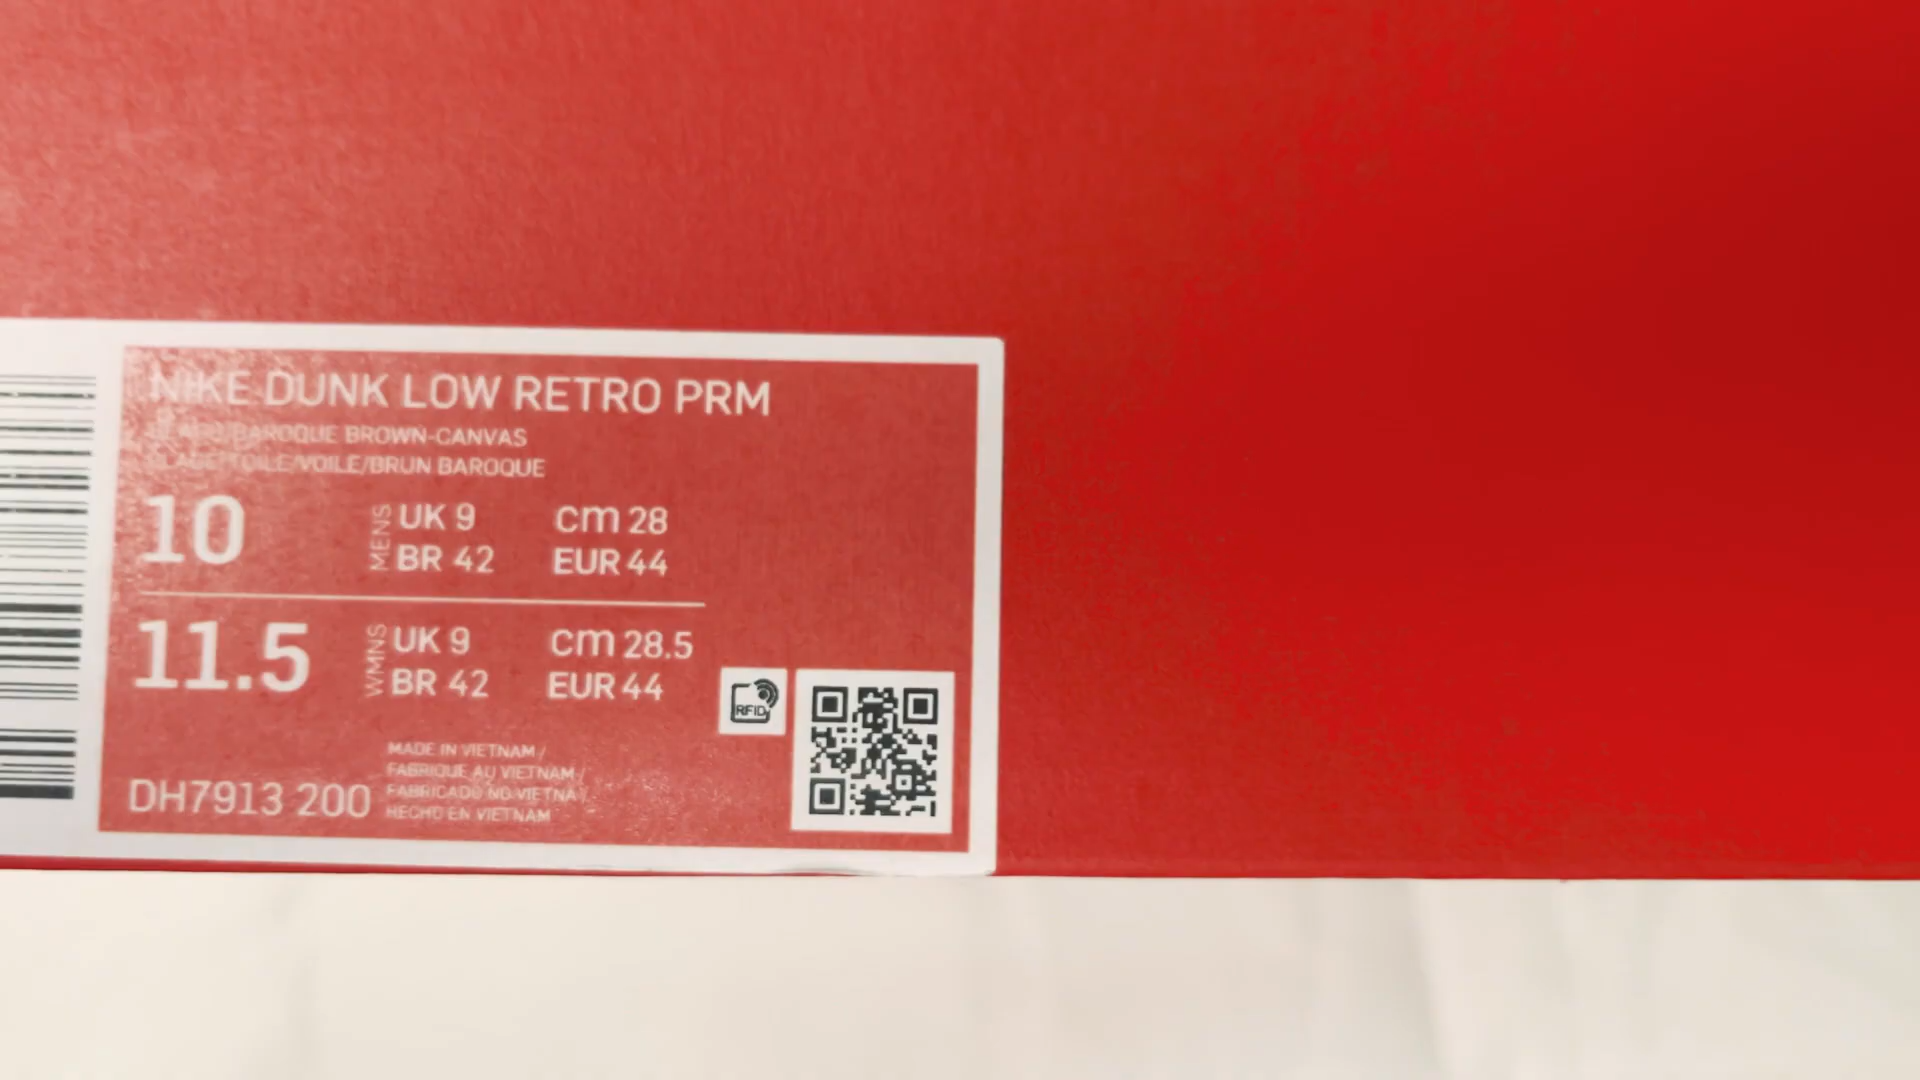 NIKE DUNK LOW RETRO PRM
BAROQUE BROWN-CANVAS
TOILE/VOILE/BRUN BAROQUE
10
MENS
UK 9
cm 28
BR 42
EUR 44
11.5
WMNS
UK 9
cm 28.5
BR 42
EUR 44
RFID
DH7913 200
MADE IN VIETNAM /
FABRIQUE AU VIETNAM /
FABRICADO NO VIETNA /
HECHO EN VIETNAM